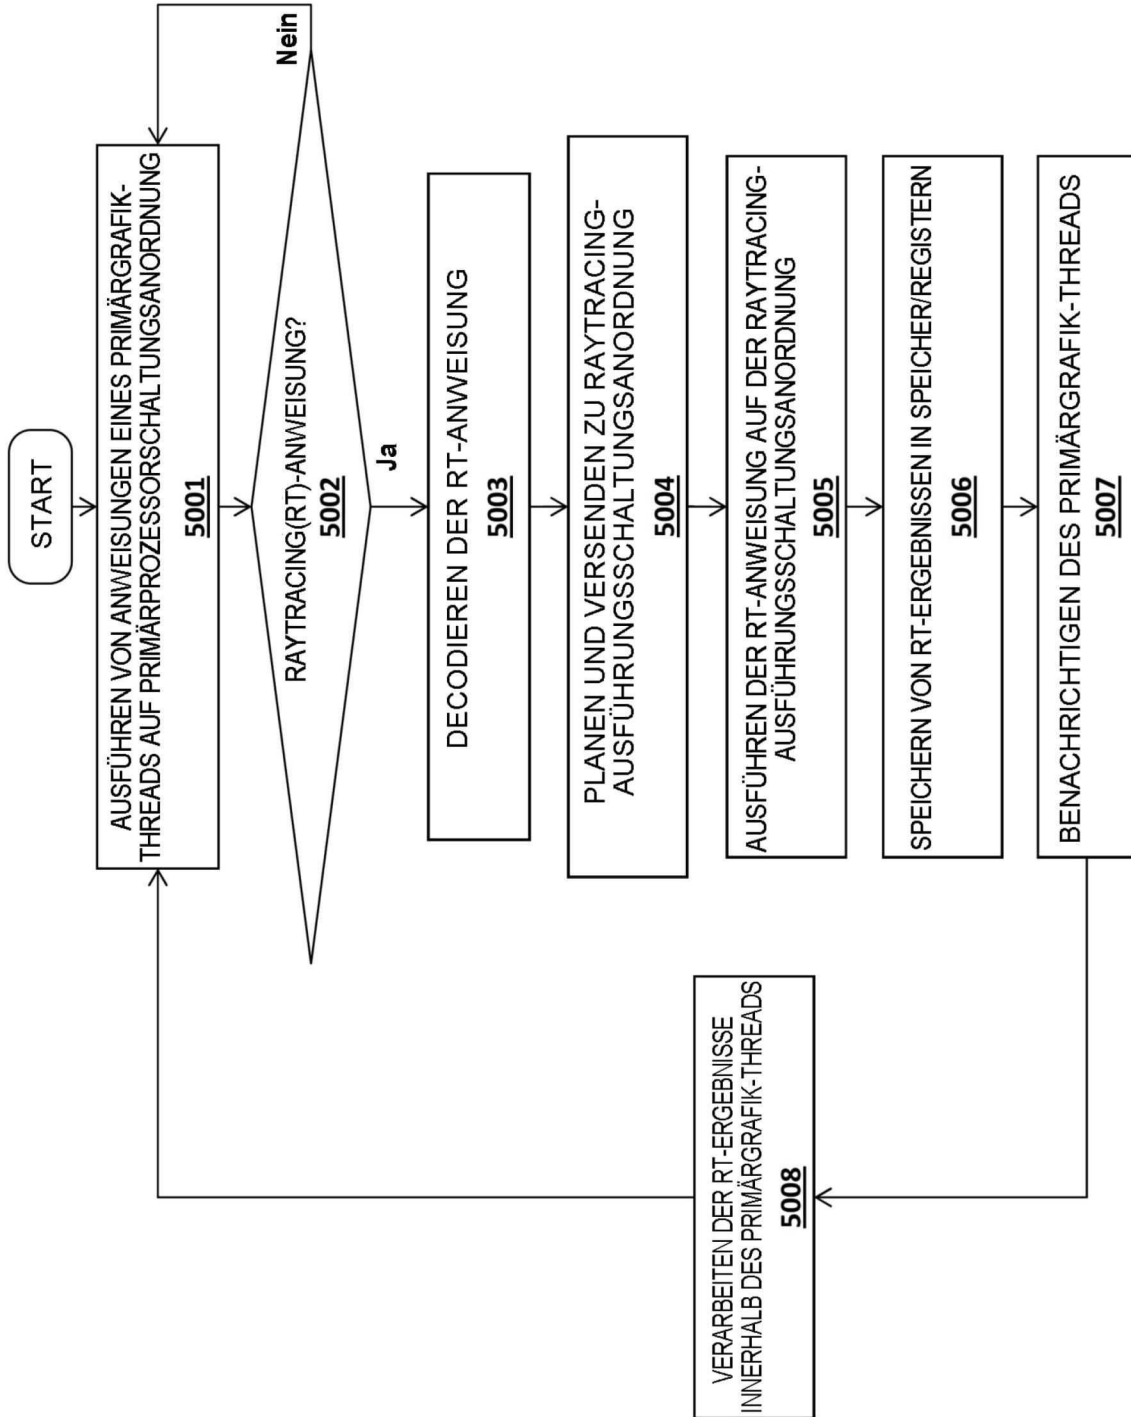 START
AUSFÜHREN VON ANWEISUNGEN EINES PRIMÄRGRAFIK-
THREADS AUF PRIMÄRPROZESSORSCHALTUNGSANORDNUNG
5001
RAYTRACING(RT)-ANWEISUNG?
5002
Nein
Ja
DECODIEREN DER RT-ANWEISUNG
5003
PLANEN UND VERSENDEN ZU RAYTRACING-
AUSFÜHRUNGSSCHALTUNGSANORDNUNG
5004
AUSFÜHREN DER RT-ANWEISUNG AUF DER RAYTRACING-
AUSFÜHRUNGSSCHALTUNGSANORDNUNG
5005
SPEICHERN VON RT-ERGEBNISSEN IN SPEICHER/REGISTERN
5006
BENACHRICHTIGEN DES PRIMÄRGRAFIK-THREADS
5007
VERARBEITEN DER RT-ERGEBNISSE
INNERHALB DES PRIMÄRGRAFIK-THREADS
5008